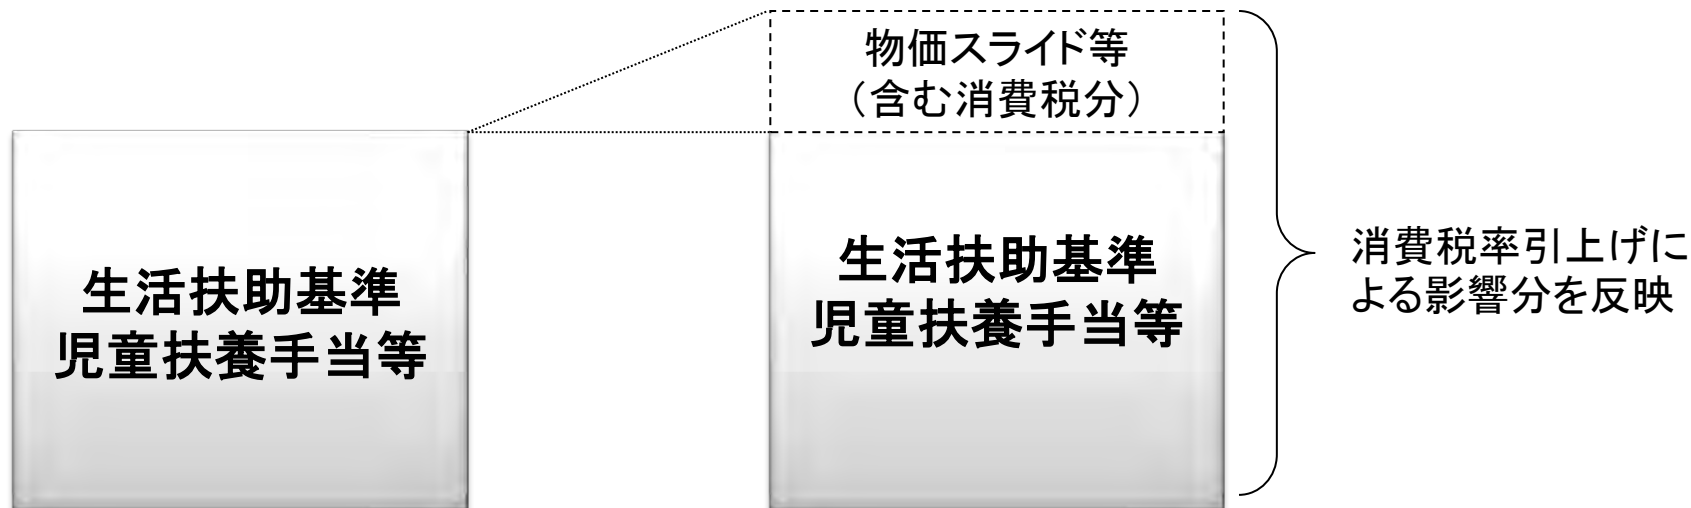 物価スライド等
（含む消費税分）
生活扶助基準
児童扶養手当等
生活扶助基準
児童扶養手当等
消費税率引上げに
よる影響分を反映